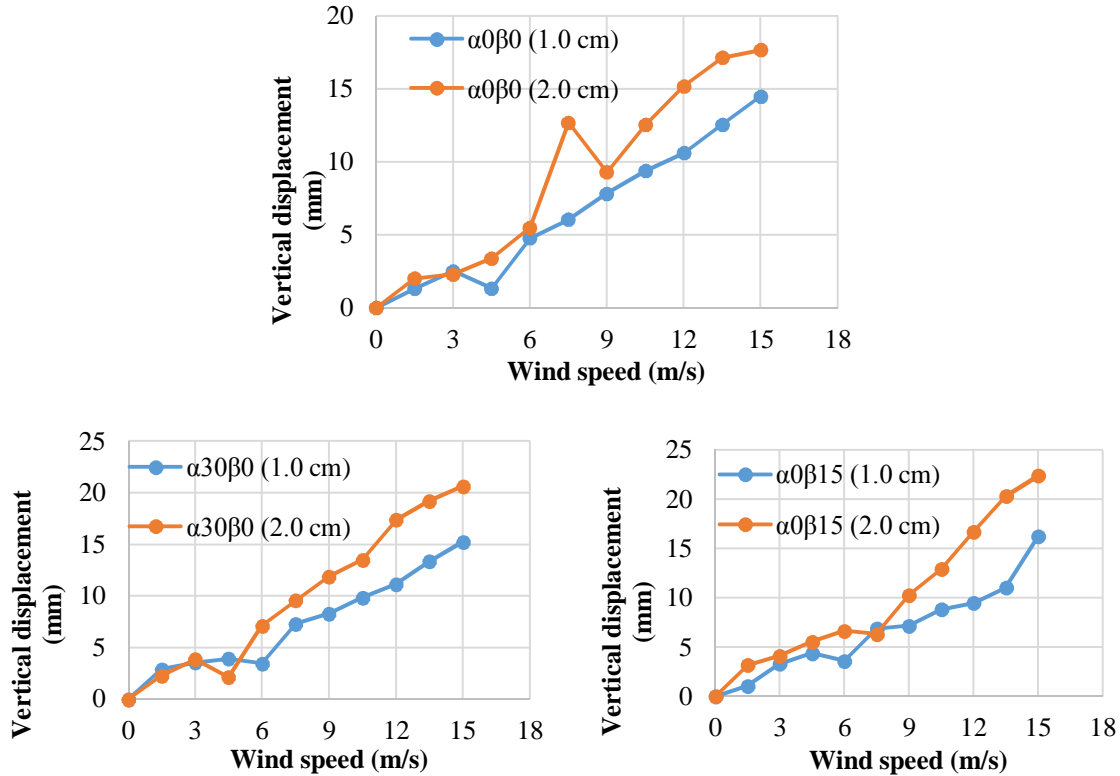 20
15
10
5
0
α0β0 (1.0 cm)
α0β0 (2.0 cm)
Vertical displacement
(mm)
0 3 6 9 12 15 18
Wind speed (m/s)
25
20
15
10
5
0
α30β0 (1.0 cm)
α30β0 (2.0 cm)
Vertical displacement
(mm)
0 3 6 9 12 15 18
Wind speed (m/s)
25
20
15
10
5
0
α0β15 (1.0 cm)
α0β15 (2.0 cm)
Vertical displacement
(mm)
0 3 6 9 12 15 18
Wind speed (m/s)